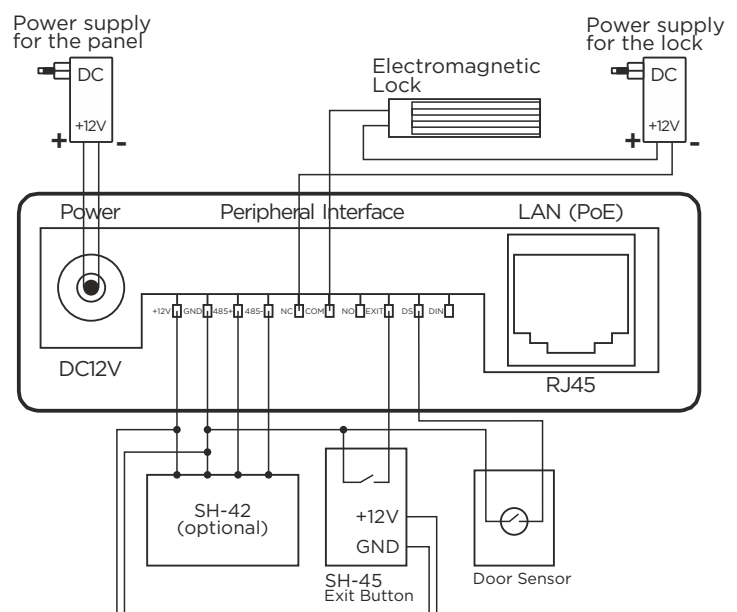 Power supply
for the panel
Power supply
for the lock
DC
Electromagnetic
Lock
DC
+12V
+ -
+12V
+ -
Power
Peripheral Interface
LAN (PoE)
+12V GND 485+ 485- NC COM NO EXIT DS DIN
DC12V
RJ45
SH-42
(optional)
+12V
GND
SH-45
Exit Button
Door Sensor